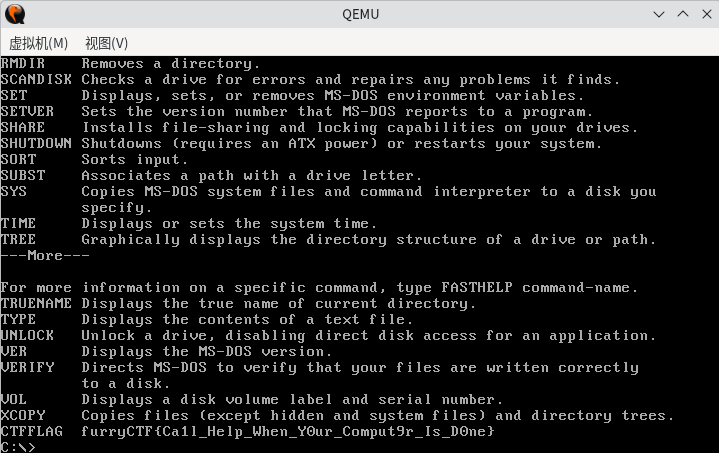 QEMU
虚拟机(M) 视图(V)
RMDIR    Removes a directory.
SCANDISK Checks a drive for errors and repairs any problems it finds.
SET      Displays, sets, or removes MS-DOS environment variables.
SETVER   Sets the version number that MS-DOS reports to a program.
SHARE    Installs file-sharing and locking capabilities on your drives.
SHUTDOWN Shutdowns (requires an ATX power) or restarts your system.
SORT     Sorts input.
SUBST    Associates a path with a drive letter.
SYS      Copies MS-DOS system files and command interpreter to a disk you
         specify.
TIME     Displays or sets the system time.
TREE     Graphically displays the directory structure of a drive or path.
---More---
For more information on a specific command, type FASTHELP command-name.
TRUENAME Displays the true name of current directory.
TYPE     Displays the contents of a text file.
UNLOCK   Unlock a drive, disabling direct disk access for an application.
VER      Displays the MS-DOS version.
VERIFY   Directs MS-DOS to verify that your files are written correctly
         to a disk.
VOL      Displays a disk volume label and serial number.
XCOPY    Copies files (except hidden and system files) and directory trees.
CTFFLAG  furryCTF{Ca1l_Help_When_Y0ur_Comput9r_Is_D0ne}
C:\>